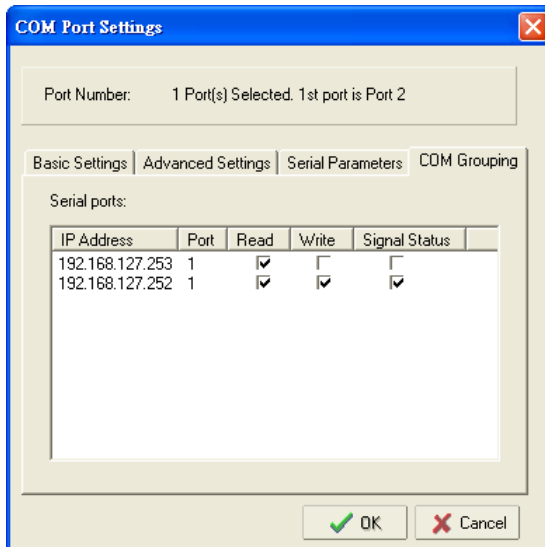 COM Port Settings
Port Number: 1 Port(s) Selected. 1st port is Port 2
Basic Settings Advanced Settings Serial Parameters COM Grouping
Serial ports:
IP Address Port Read Write Signal Status
192.168.127.253 1
192.168.127.252 1
OK Cancel